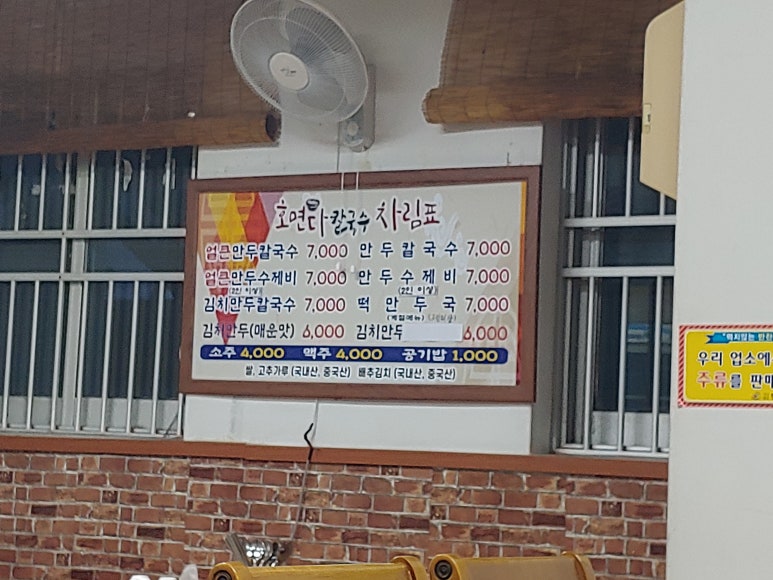 호면다칼국수 차림표
얼큰만두칼국수 7,000 만두칼국수 7,000
얼큰만두수제비 7,000 만두수제비 7,000
(2인 이상) (2인 이상)
김치만두칼국수 7,000 떡만두국 7,000
(계절메뉴)
김치만두(매운맛) 6,000 김치만두 6,000
소주 4,000 맥주 4,000 공기밥 1,000
쌀, 고추가루 (국내산, 중국산) 배추김치 (국내산, 중국산)
우리 업소에
주류를 판매